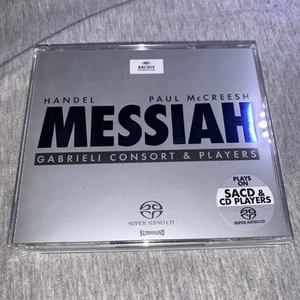 ARCHIV
HANDEL PAUL McCREESH
MESSIAH
GABRIELI CONSORT & PLAYERS
PLAYS
ON
SACD &
CD PLAYERS
SUPER AUDIO CD
SUPER AUDIO CD
SURROUND